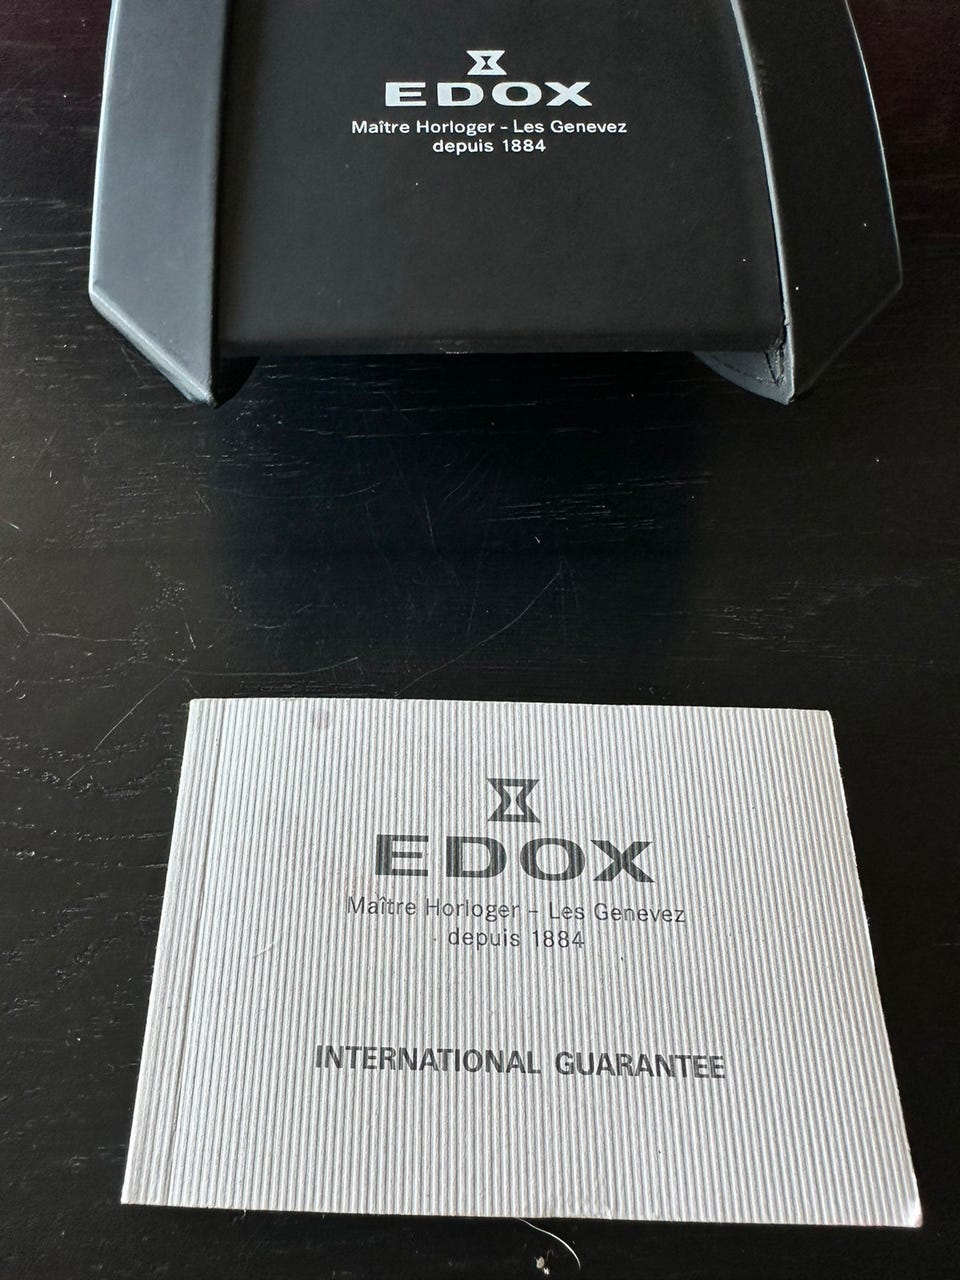 EDOX
Maître Horloger - Les Genevez
depuis 1884
EDOX
Maître Horloger - Les Genevez
depuis 1884
INTERNATIONAL GUARANTEE